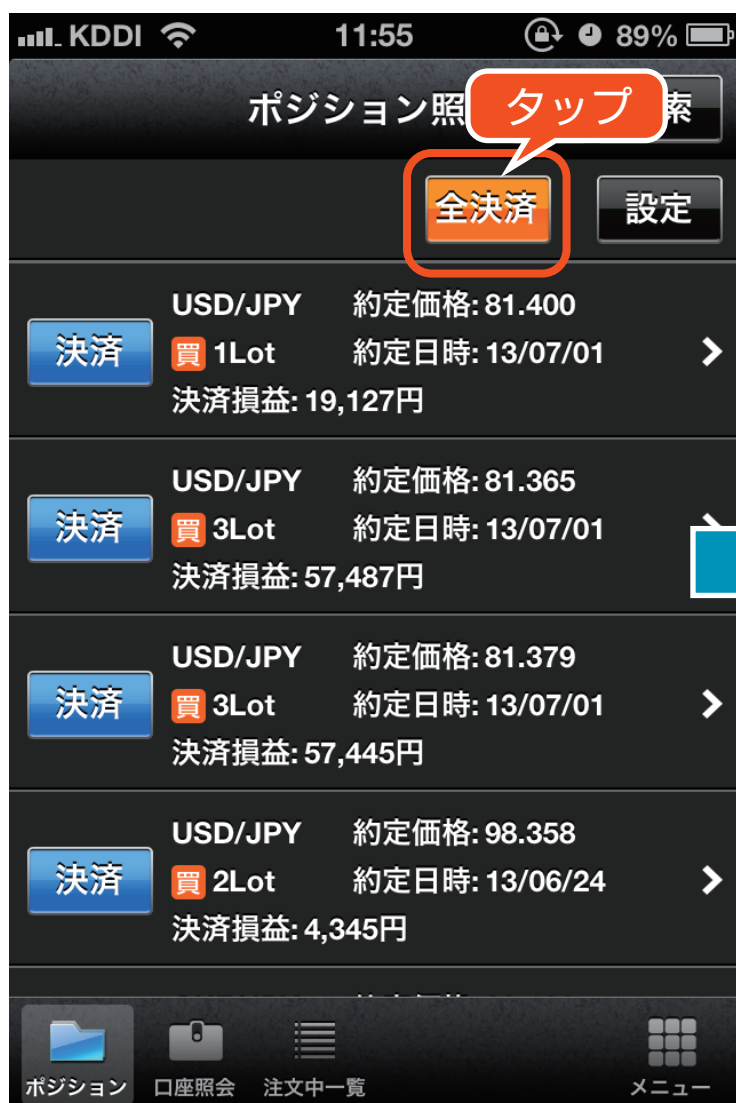 KDDI 11:55 89%
ポジション照
タップ
索
全決済 設定
USD/JPY 約定価格: 81.400
決済 買 1Lot 約定日時: 13/07/01
決済損益: 19,127円
USD/JPY 約定価格: 81.365
決済 買 3Lot 約定日時: 13/07/01
決済損益: 57,487円
USD/JPY 約定価格: 81.379
決済 買 3Lot 約定日時: 13/07/01
決済損益: 57,445円
USD/JPY 約定価格: 98.358
決済 買 2Lot 約定日時: 13/06/24
決済損益: 4,345円
ポジション 口座照会 注文中一覧 メニュー